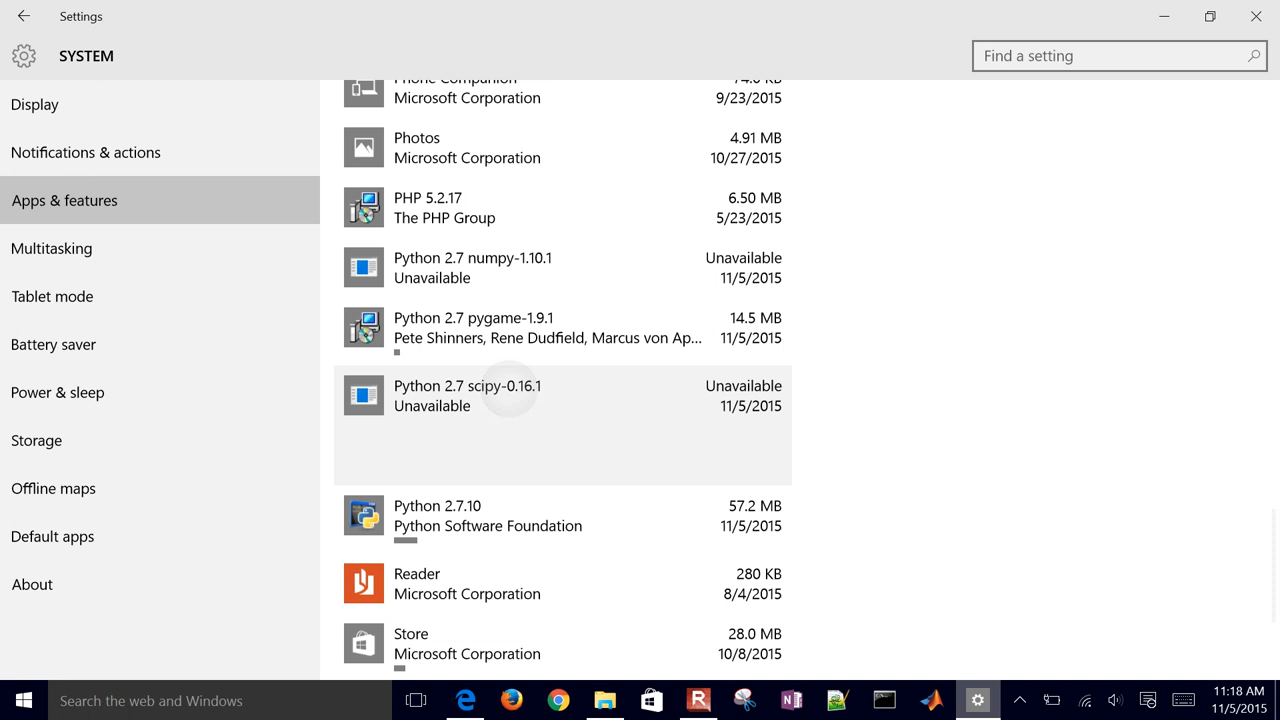 Settings
SYSTEM
Find a setting
Display
Notifications & actions
Apps & features
Multitasking
Tablet mode
Battery saver
Power & sleep
Storage
Offline maps
Default apps
About
Phone Companion 74.0 KB
Microsoft Corporation 9/23/2015
Photos 4.91 MB
Microsoft Corporation 10/27/2015
PHP 5.2.17 6.50 MB
The PHP Group 5/23/2015
Python 2.7 numpy-1.10.1 Unavailable
Unavailable 11/5/2015
Python 2.7 pygame-1.9.1 14.5 MB
Pete Shinners, Rene Dudfield, Marcus von Ap... 11/5/2015
Python 2.7 scipy-0.16.1 Unavailable
Unavailable 11/5/2015
Python 2.7.10 57.2 MB
Python Software Foundation 11/5/2015
Reader 280 KB
Microsoft Corporation 8/4/2015
Store 28.0 MB
Microsoft Corporation 10/8/2015
Search the web and Windows
11:18 AM
11/5/2015